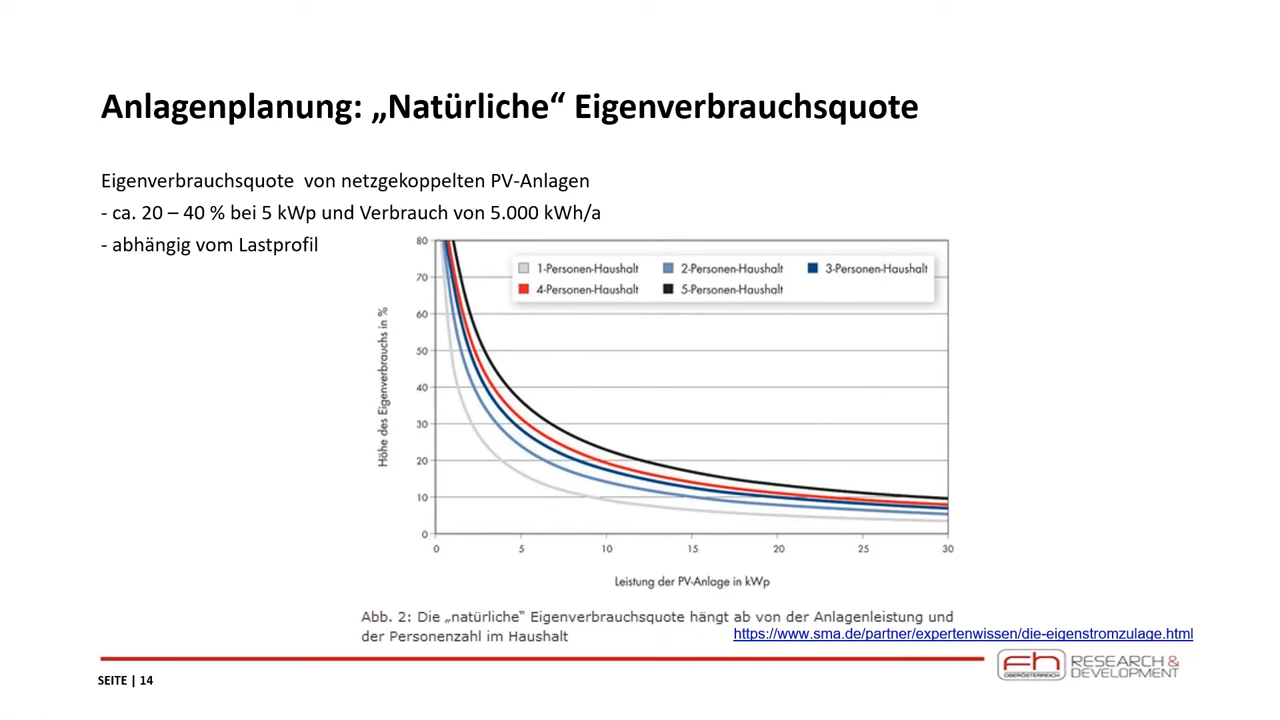 Anlagenplanung: „Natürliche“ Eigenverbrauchsquote
Eigenverbrauchsquote von netzgekoppelten PV-Anlagen
- ca. 20 – 40 % bei 5 kWp und Verbrauch von 5.000 kWh/a
- abhängig vom Lastprofil
1-Personen-Haushalt
2-Personen-Haushalt
3-Personen-Haushalt
4-Personen-Haushalt
5-Personen-Haushalt
Höhe des Eigenverbrauchs in %
80
70
60
50
40
30
20
10
0
0 5 10 15 20 25 30
Leistung der PV-Anlage in kWp
Abb. 2: Die „natürliche“ Eigenverbrauchsquote hängt ab von der Anlagenleistung und
der Personenzahl im Haushalt
https://www.sma.de/partner/expertenwissen/die-eigenstromzulage.html
SEITE | 14
fh
OBERÖSTERREICH
RESEARCH &
DEVELOPMENT